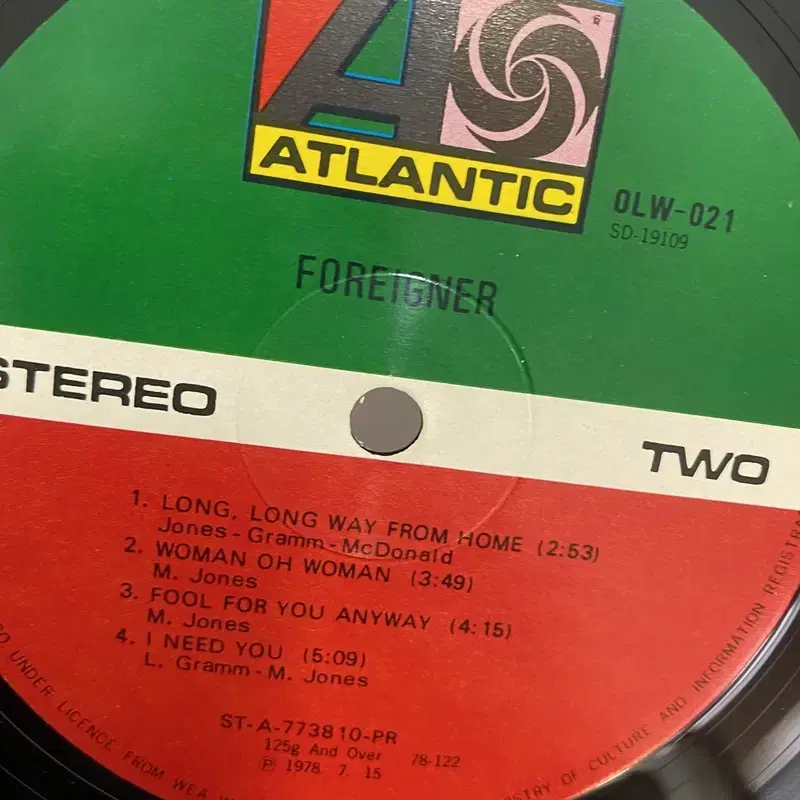 ATLANTIC
OLW-021
SD-19109
FOREIGNER
STEREO
TWO
1. LONG, LONG WAY FROM HOME (2:53)
Jones-Gramm-McDonald
2. WOMAN OH WOMAN (3:49)
M. Jones
3. FOOL FOR YOU ANYWAY (4:15)
M. Jones
4. I NEED YOU (5:09)
L. Gramm-M. Jones
ST-A-773810-PR
125g And Over 78-122
Ⓟ 1978. 7. 15
UNDER LICENCE FROM WEA
OF CULTURE AND INFORMATION